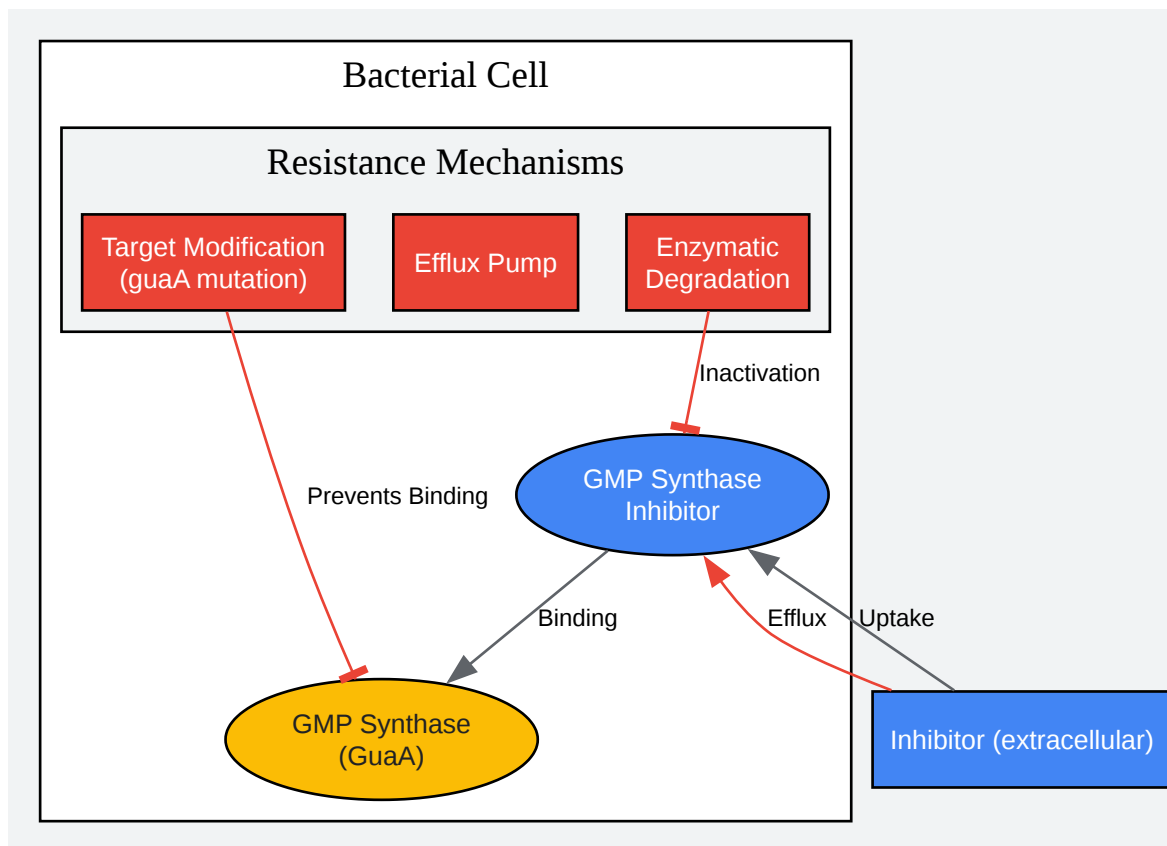 Bacterial Cell
Resistance Mechanisms
Target Modification
(guaA mutation)
Efflux Pump
Enzymatic
Degradation
Inactivation
GMP Synthase
Inhibitor
Prevents Binding
Binding
Efflux
Uptake
GMP Synthase
(GuaA)
Inhibitor (extracellular)